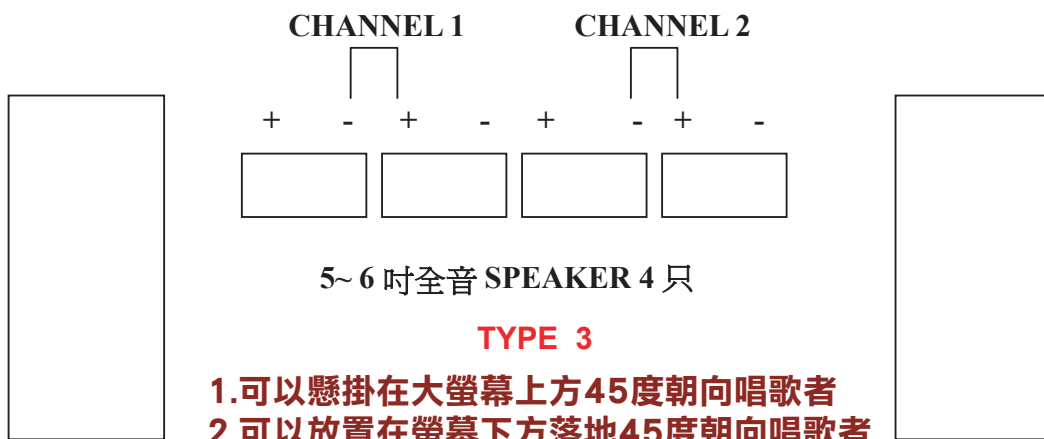 CHANNEL 1 CHANNEL 2
+ - + - + - + -
5~ 6 吋全音 SPEAKER 4 只
TYPE 3
1.可以懸掛在大螢幕上方45度朝向唱歌者
2.可以放置在螢幕下方落地45度朝向唱歌者